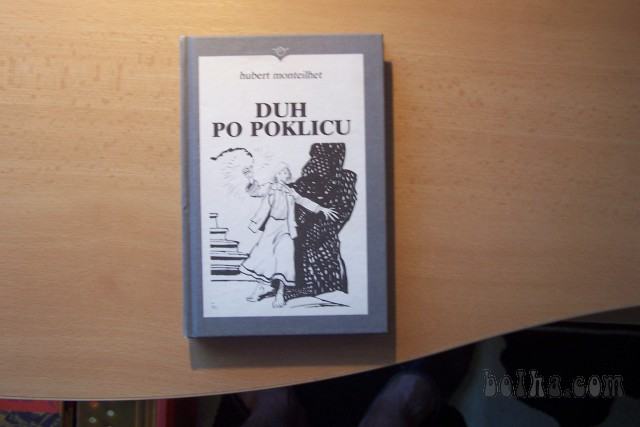 hubert monteilhet
DUH
PO POKLICU
bolha.com